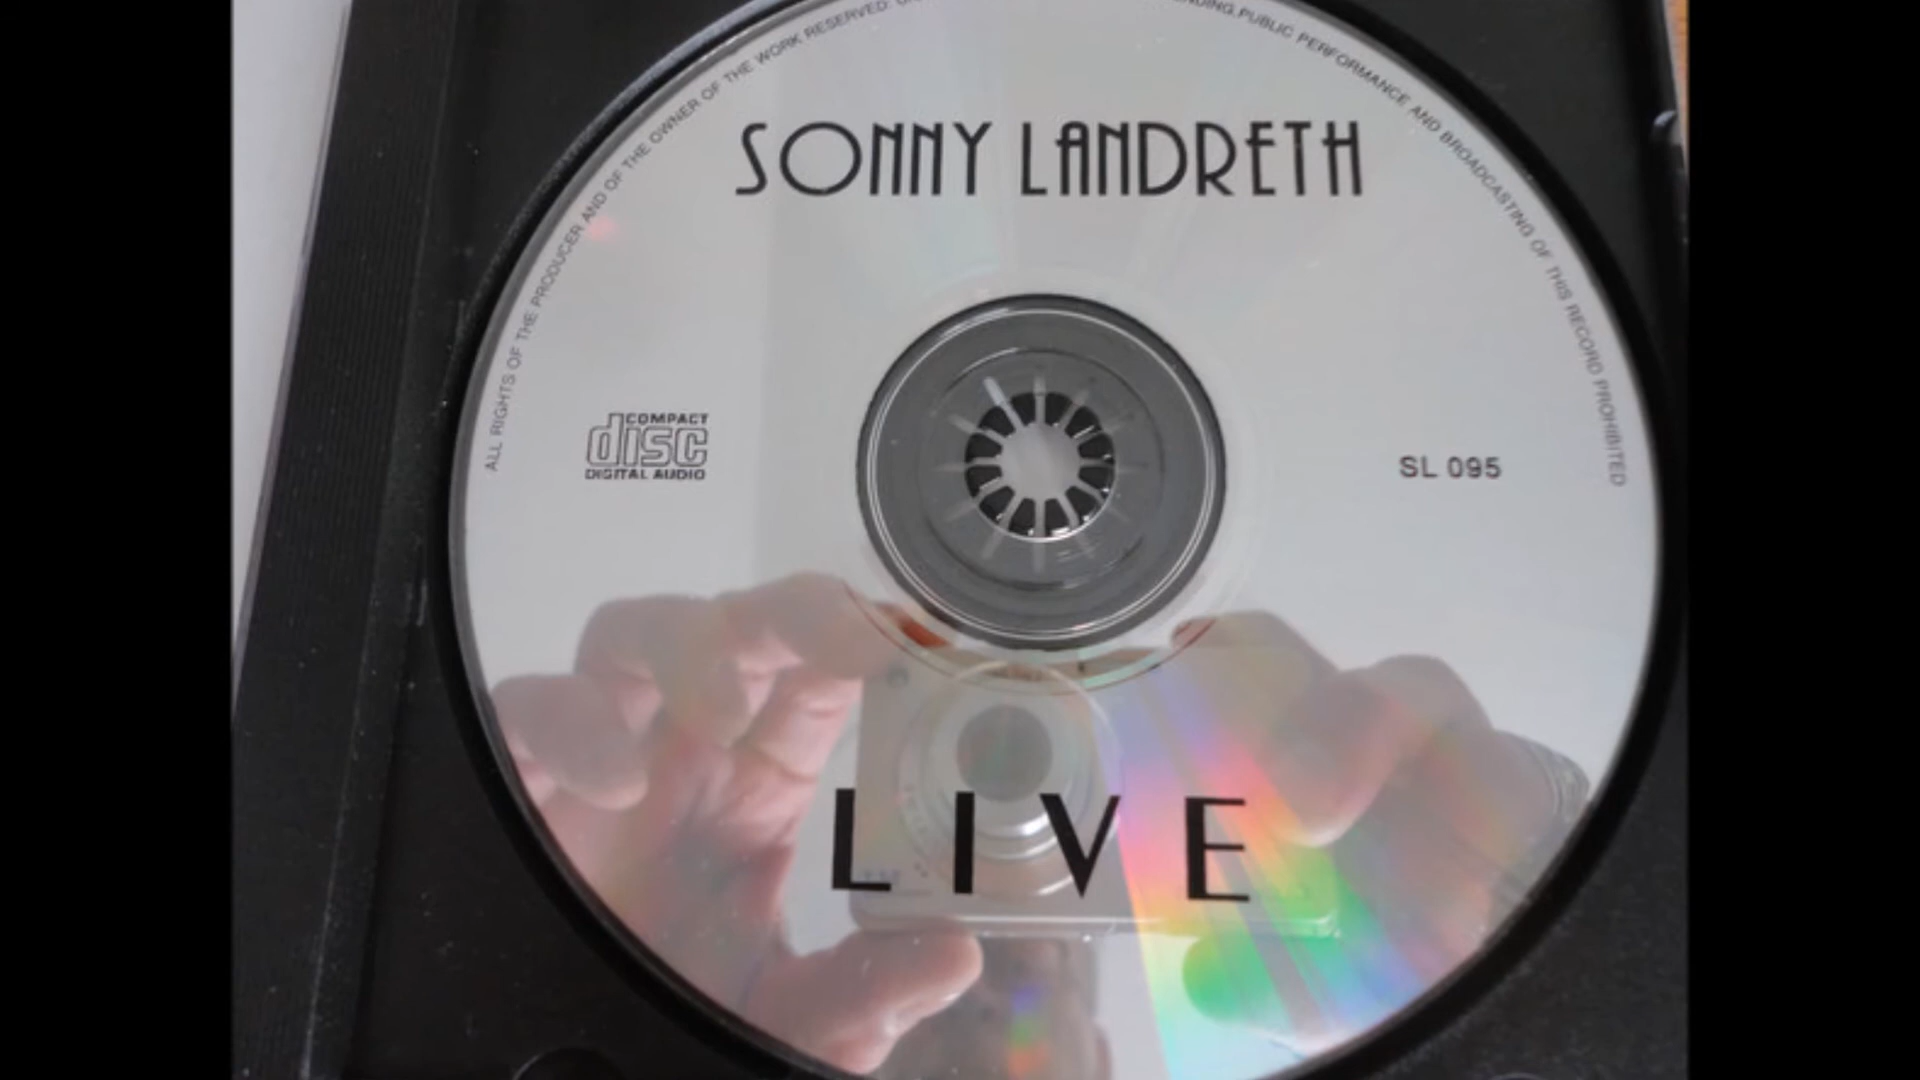 ALL RIGHTS OF THE PRODUCER AND OF THE OWNER OF THE WORK RESERVED.
PUBLIC PERFORMANCE AND BROADCASTING OF THIS RECORD PROHIBITED
SONNY LANDRETH
COMPACT
disc
DIGITAL AUDIO
SL 095
LIVE